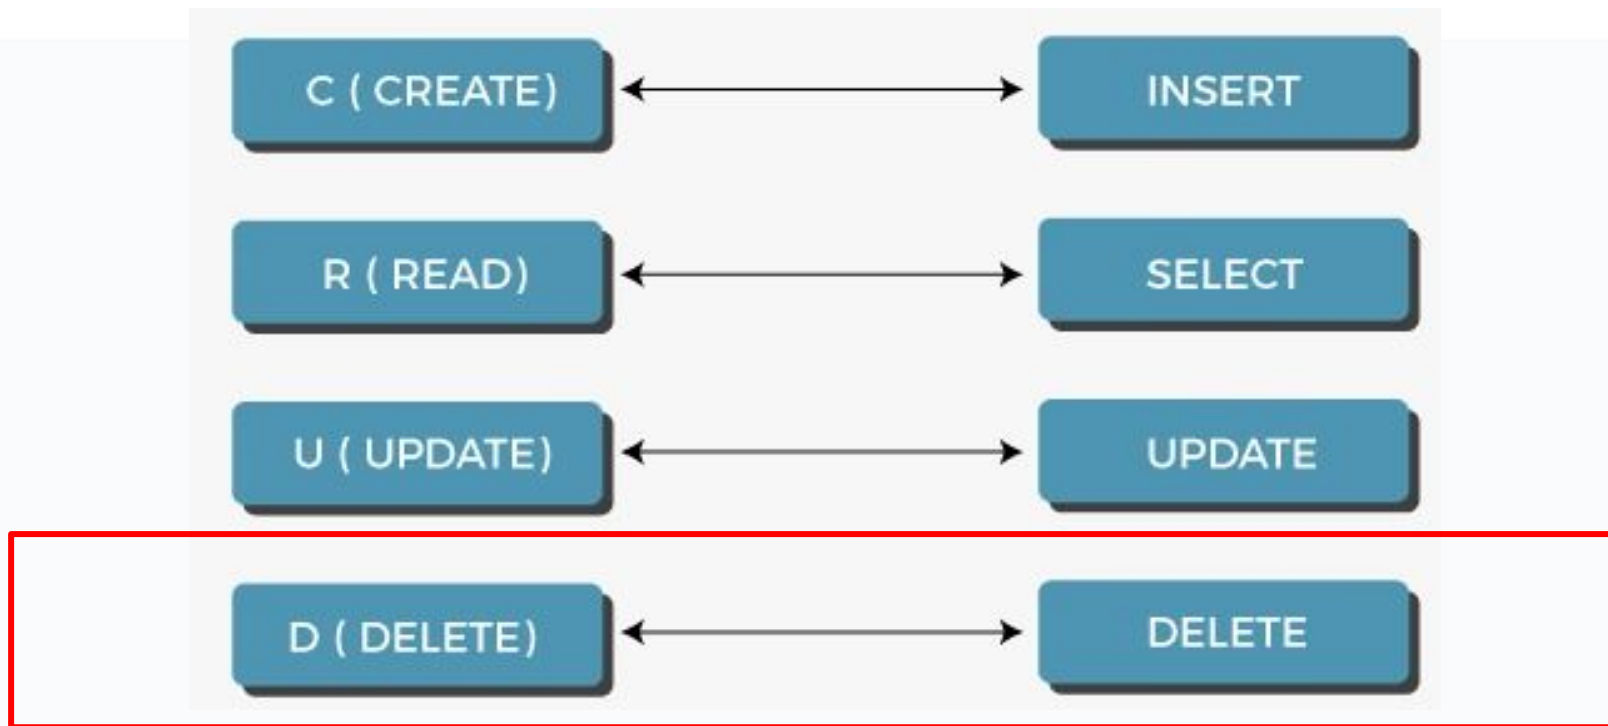 C ( CREATE)
INSERT
R ( READ)
SELECT
U ( UPDATE)
UPDATE
D ( DELETE)
DELETE